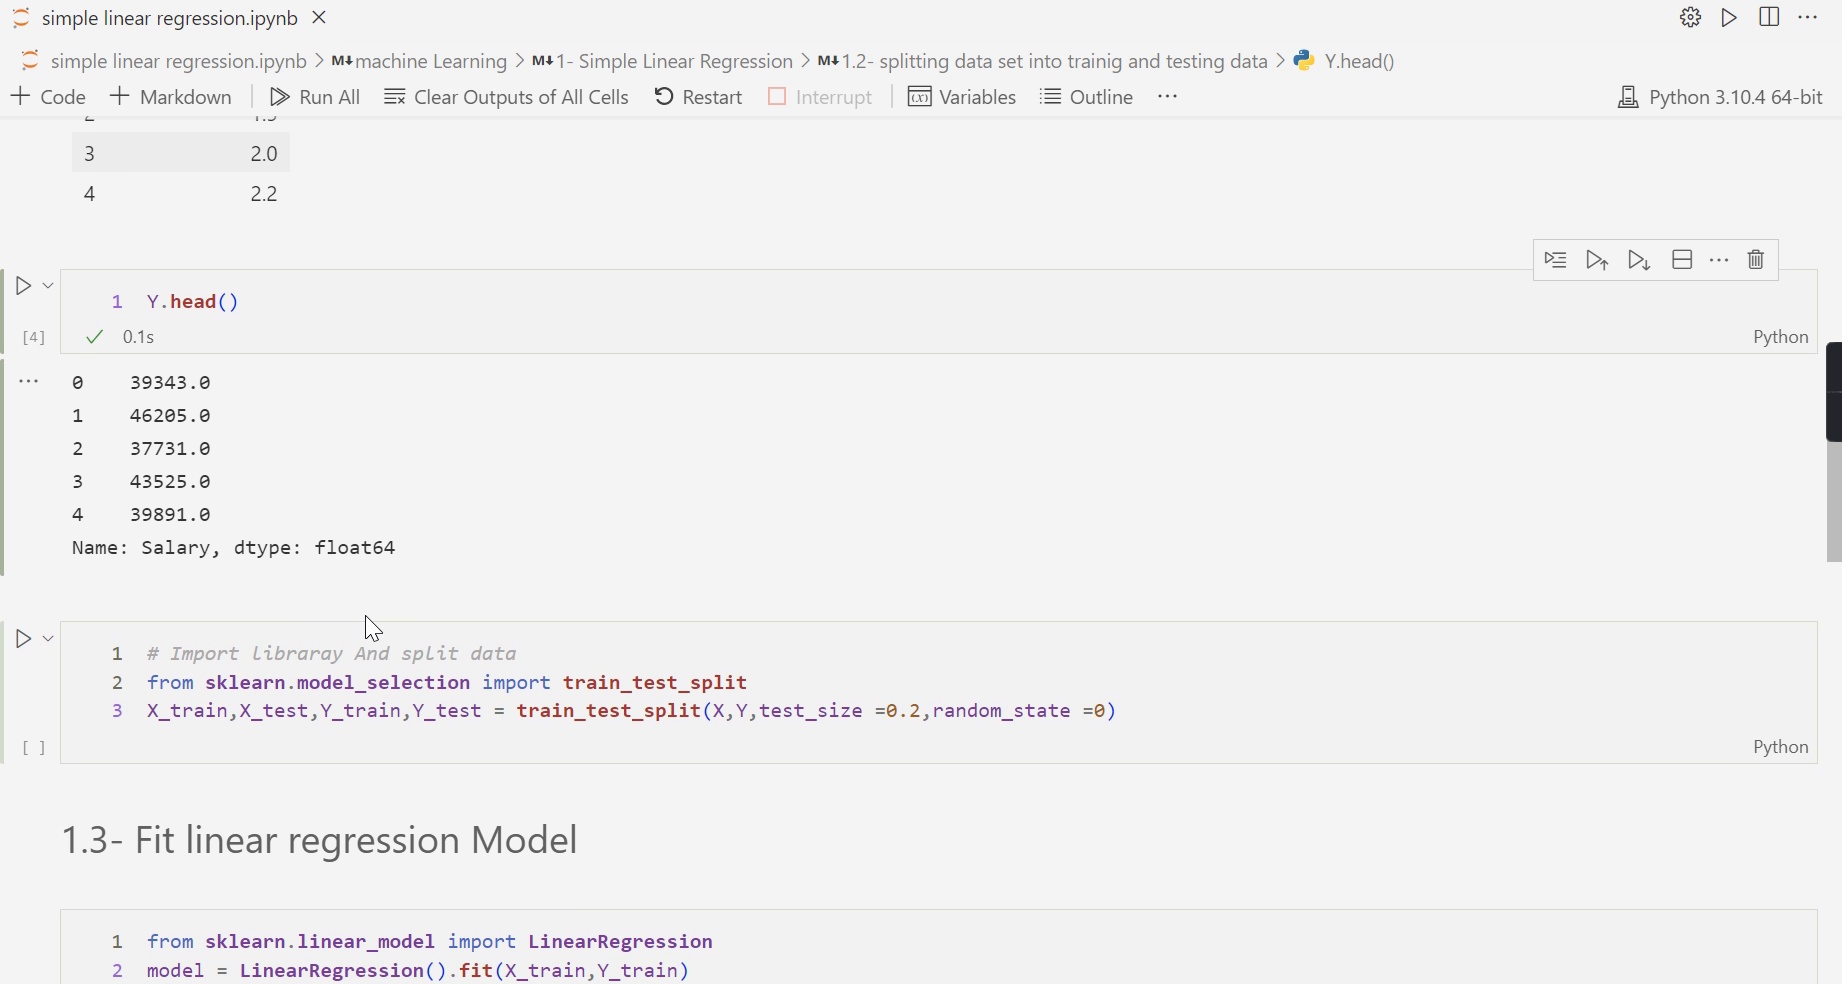 simple linear regression.ipynb
simple linear regression.ipynb > M↓ machine Learning > M↓ 1- Simple Linear Regression > M↓ 1.2- splitting data set into trainig and testing data > Y.head()
+ Code + Markdown Run All Clear Outputs of All Cells Restart Interrupt Variables Outline ... Python 3.10.4 64-bit
3 2.0
4 2.2
1 Y.head()
[4] 0.1s Python
0 39343.0
1 46205.0
2 37731.0
3 43525.0
4 39891.0
Name: Salary, dtype: float64
1 # Import libraray And split data
2 from sklearn.model_selection import train_test_split
3 X_train,X_test,Y_train,Y_test = train_test_split(X,Y,test_size =0.2,random_state =0)
[ ] Python
1.3- Fit linear regression Model
1 from sklearn.linear_model import LinearRegression
2 model = LinearRegression().fit(X_train,Y_train)